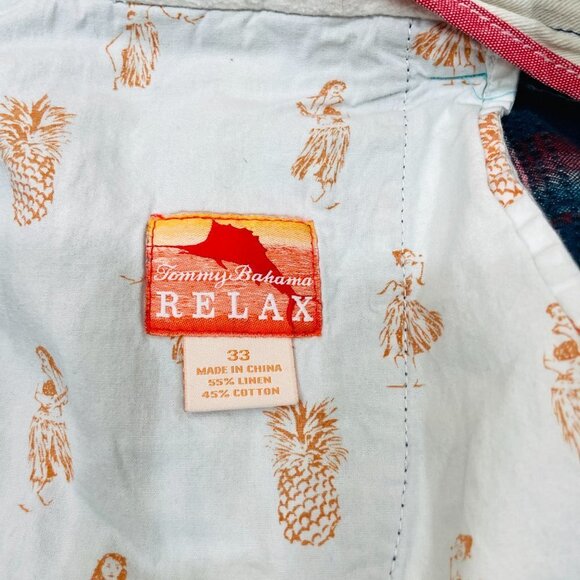 Tommy Bahama
RELAX
33
MADE IN CHINA
55% LINEN
45% COTTON